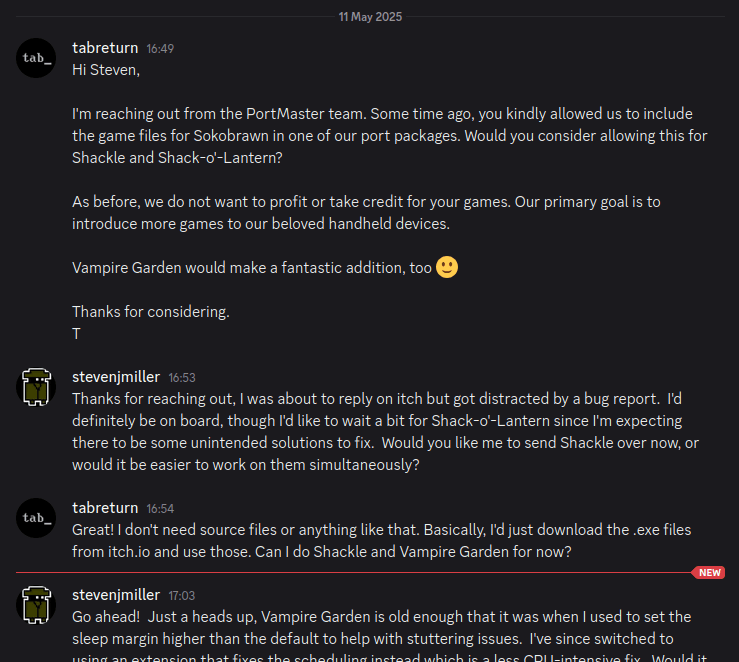 11 May 2025
tab_
tabreturn 16:49
Hi Steven,
I'm reaching out from the PortMaster team. Some time ago, you kindly allowed us to include
the game files for Sokobrawn in one of our port packages. Would you consider allowing this for
Shackle and Shack-o'-Lantern?
As before, we do not want to profit or take credit for your games. Our primary goal is to
introduce more games to our beloved handheld devices.
Vampire Garden would make a fantastic addition, too 🙂
Thanks for considering.
T
stevenjmiller 16:53
Thanks for reaching out, I was about to reply on itch but got distracted by a bug report.  I'd
definitely be on board, though I'd like to wait a bit for Shack-o'-Lantern since I'm expecting
there to be some unintended solutions to fix.  Would you like me to send Shackle over now, or
would it be easier to work on them simultaneously?
tab_
tabreturn 16:54
Great! I don't need source files or anything like that. Basically, I'd just download the .exe files
from itch.io and use those. Can I do Shackle and Vampire Garden for now?
NEW
stevenjmiller 17:03
Go ahead!  Just a heads up, Vampire Garden is old enough that it was when I used to set the
sleep margin higher than the default to help with stuttering issues.  I've since switched to
using an extension that fixes the scheduling instead which is a less CPU-intensive fix.  Would it